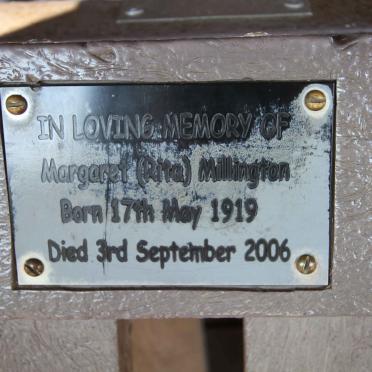 IN LOVING MEMORY OF
Margaret (Rita) Millington
Born 17th May 1919
Died 3rd September 2006